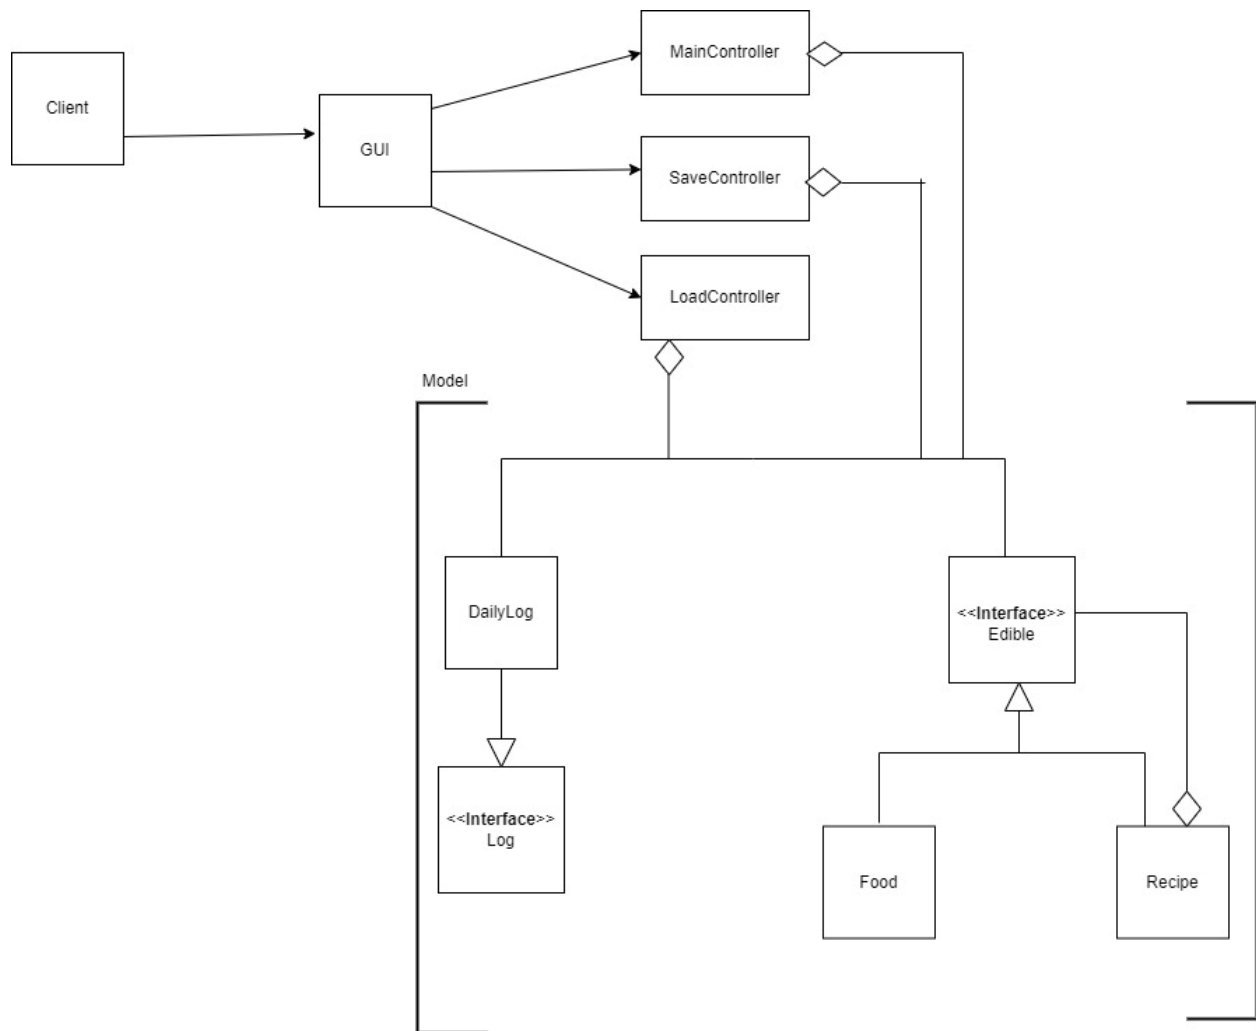 MainController
Client
GUI
SaveController
LoadController
Model
DailyLog
<<Interface>>
Edible
<<Interface>>
Log
Food
Recipe